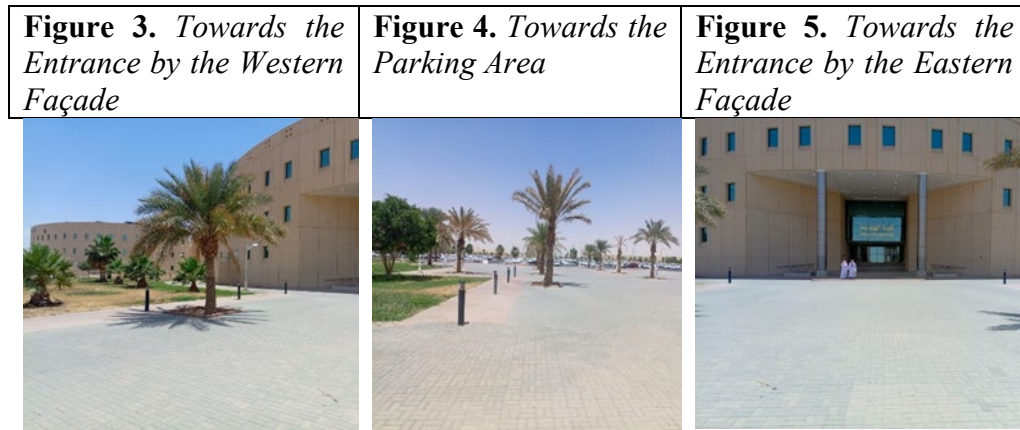 Figure 3. Towards the
Entrance by the Western
Façade
Figure 4. Towards the
Parking Area
Figure 5. Towards the
Entrance by the Eastern
Façade